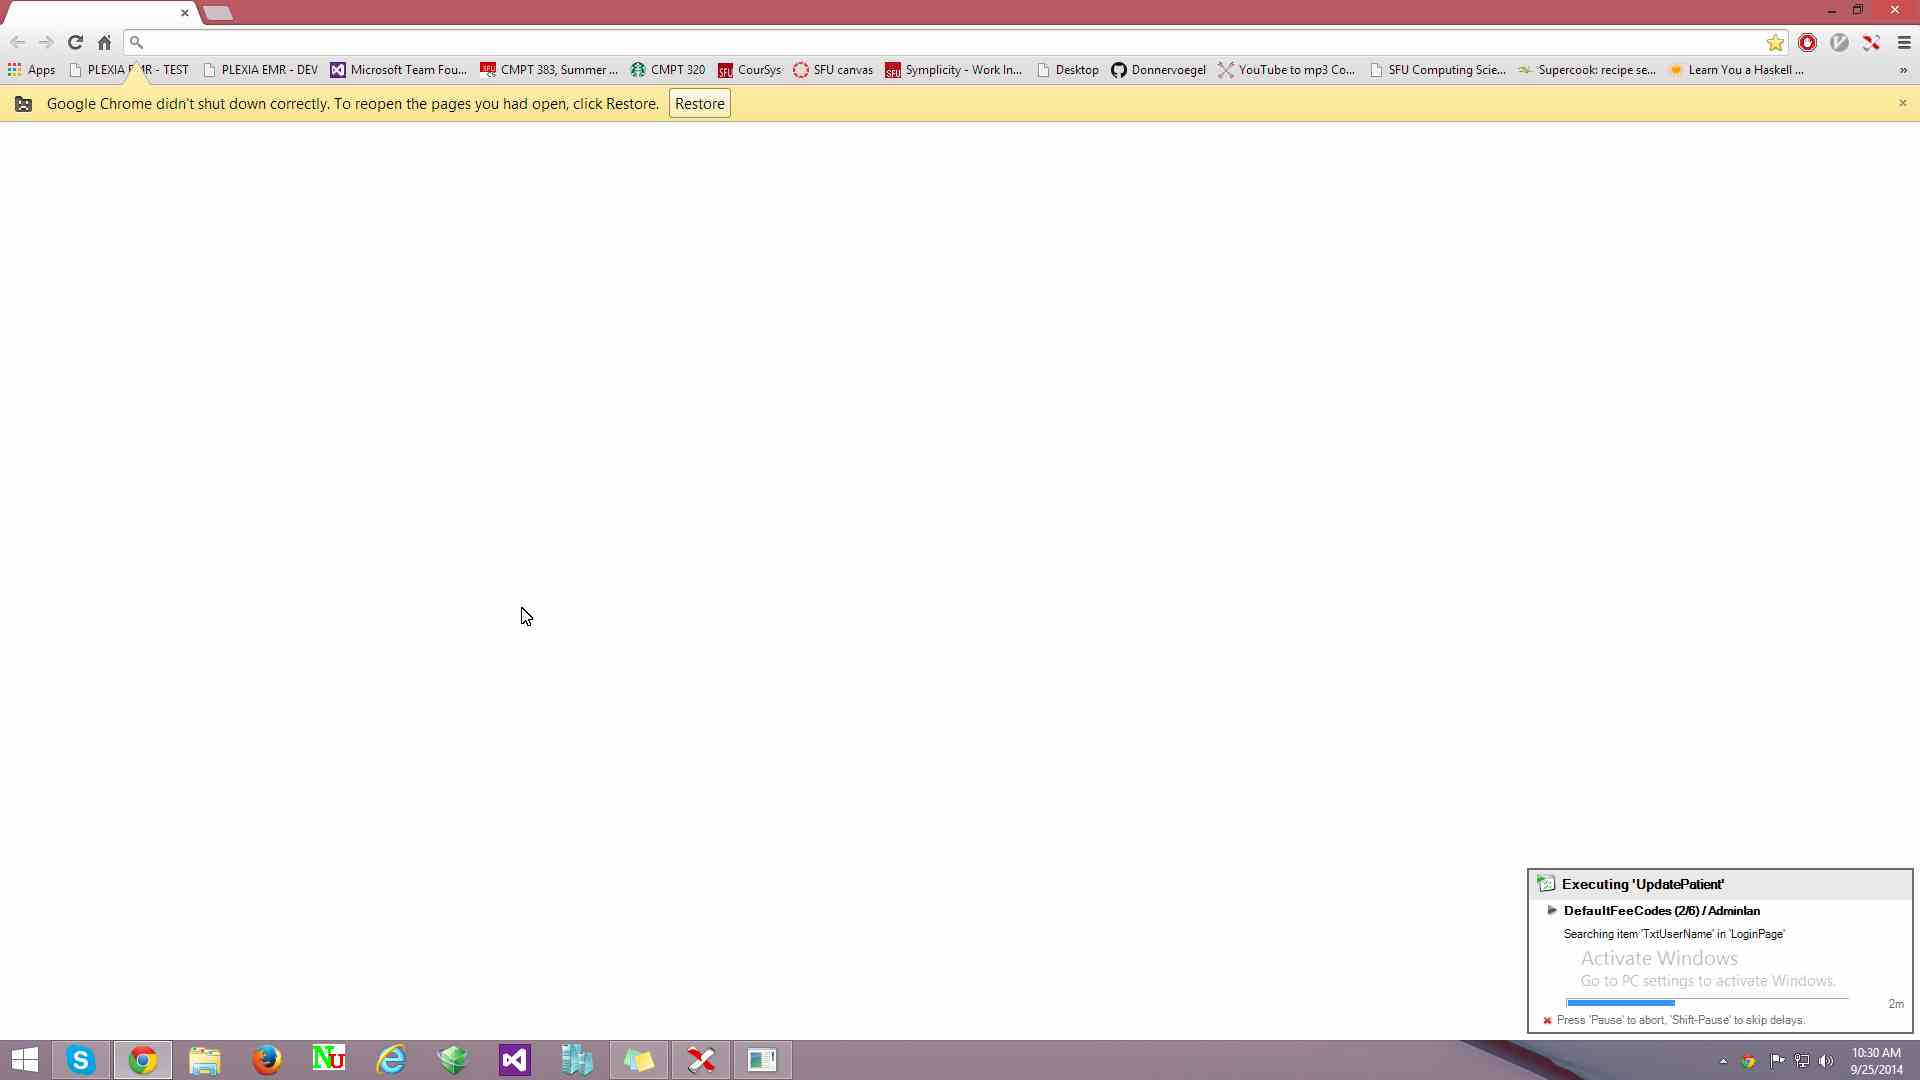 Apps PLEXIA EMR - TEST PLEXIA EMR - DEV Microsoft Team Fou... CMPT 383, Summer ... CMPT 320 CourSys SFU canvas Symplicity - Work In... Desktop Donnervoegel YouTube to mp3 Co... SFU Computing Scie... Supercook: recipe se... Learn You a Haskell ... »
Google Chrome didn't shut down correctly. To reopen the pages you had open, click Restore. Restore
Executing 'UpdatePatient'
DefaultFeeCodes (2/6) / AdminIan
Searching item 'TxtUserName' in 'LoginPage'
Activate Windows
Go to PC settings to activate Windows.
2m
Press 'Pause' to abort, 'Shift-Pause' to skip delays.
Nu
10:30 AM
9/25/2014